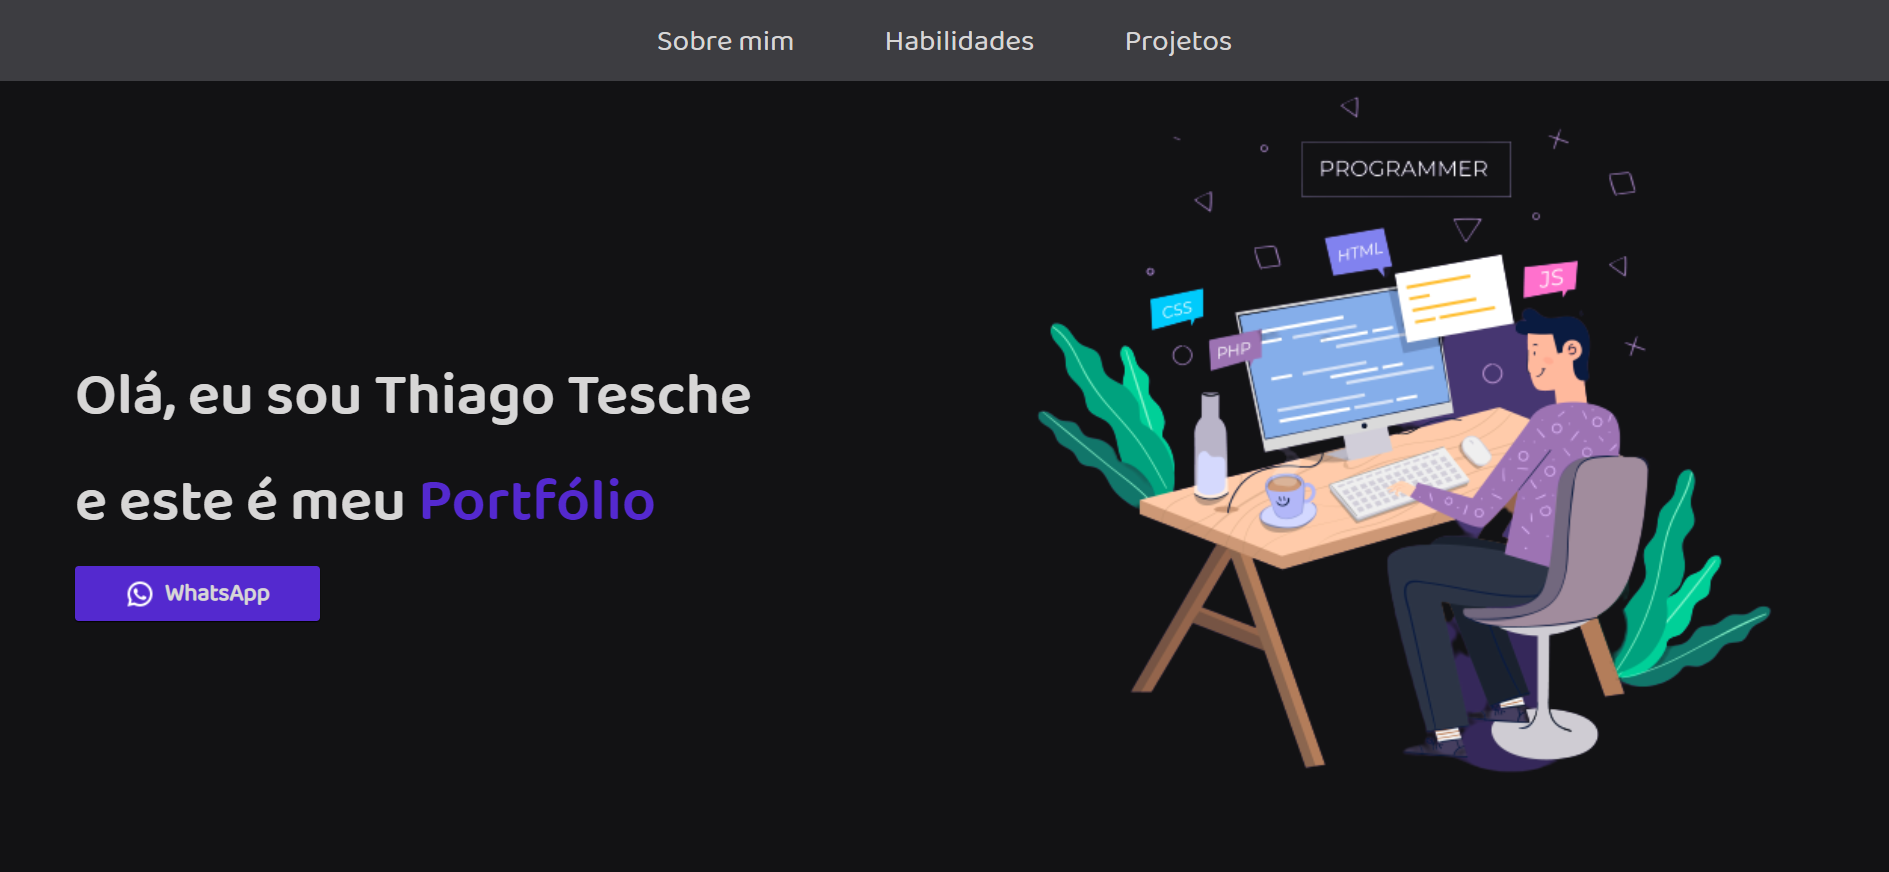 Sobre mim Habilidades Projetos
PROGRAMMER
HTML
JS
CSS
PHP
Olá, eu sou Thiago Tesche
e este é meu Portfólio
WhatsApp